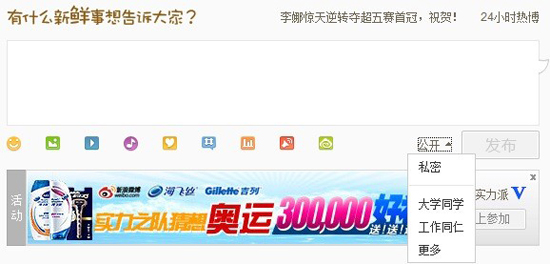 有什么新鲜事想告诉大家?
李娜惊天逆转夺超五赛首冠，祝贺!
24小时热博
公开
发布
私密
大学同学
工作同仁
更多
活动
新浪微博
weibo.com
海飞丝
Gillette 吉列
实力之队猜想
奥运
300,000
好礼
送!送!
实力派 V
上参加